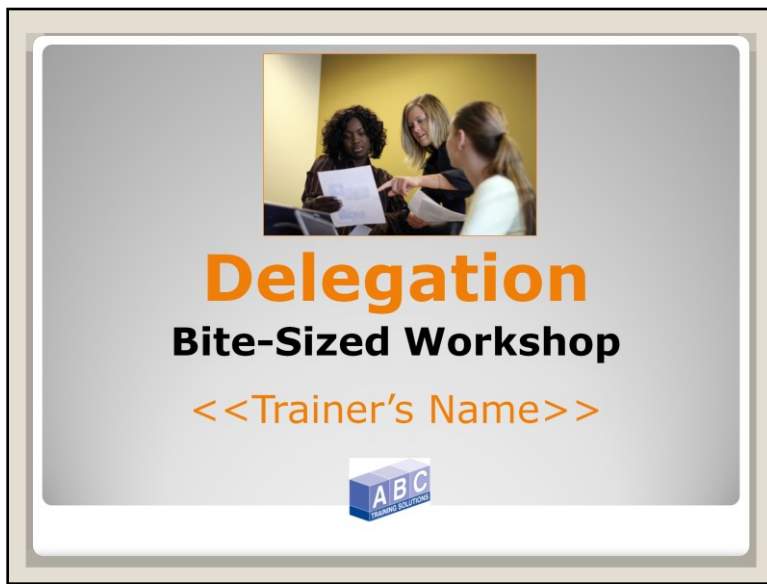 Delegation
Bite-Sized Workshop
<<Trainer’s Name>>
ABC
TRAINING SOLUTIONS